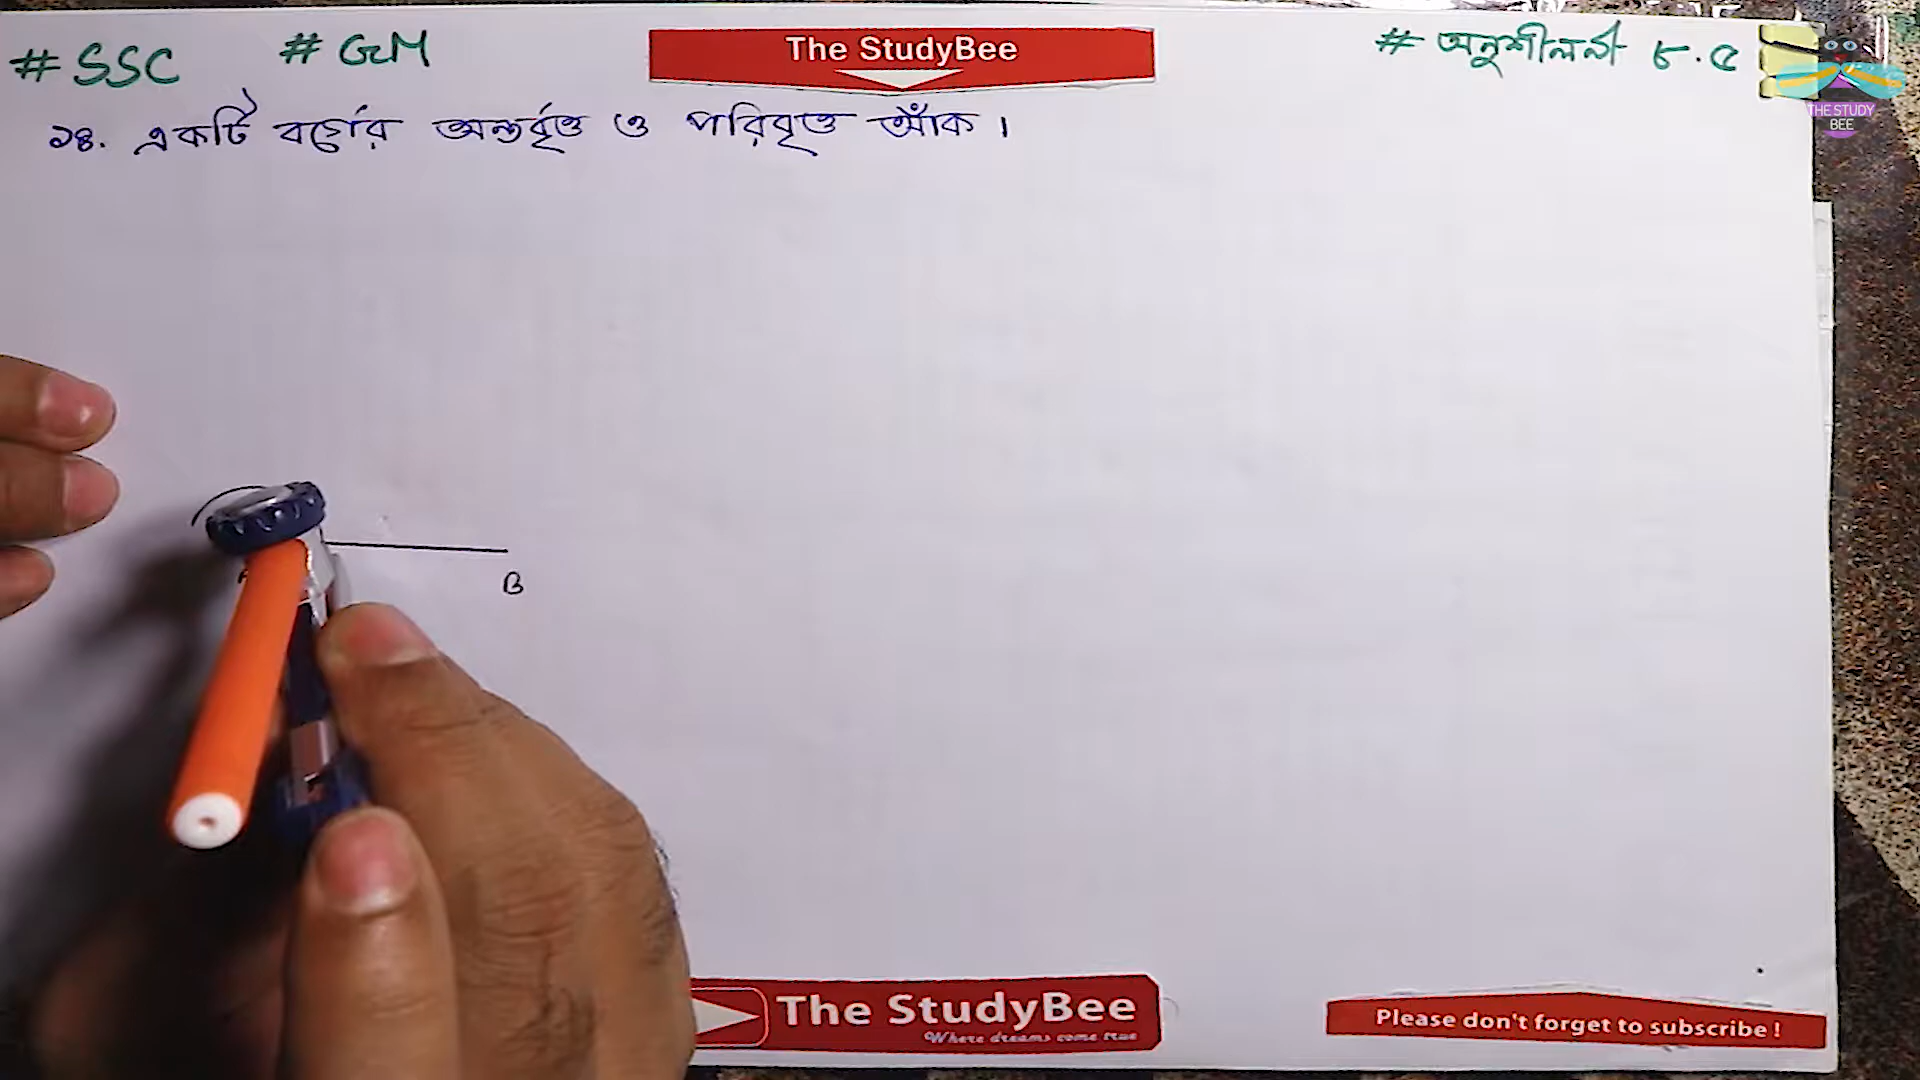 # SSC # GM The StudyBee # অনুশীলনী ৮.৫
THE STUDY
BEE
১৪. একটি বর্গের অন্তর্বৃত্ত ও পরিবৃত্ত আঁক।
B
The StudyBee
Where dreams come true
Please don't forget to subscribe !